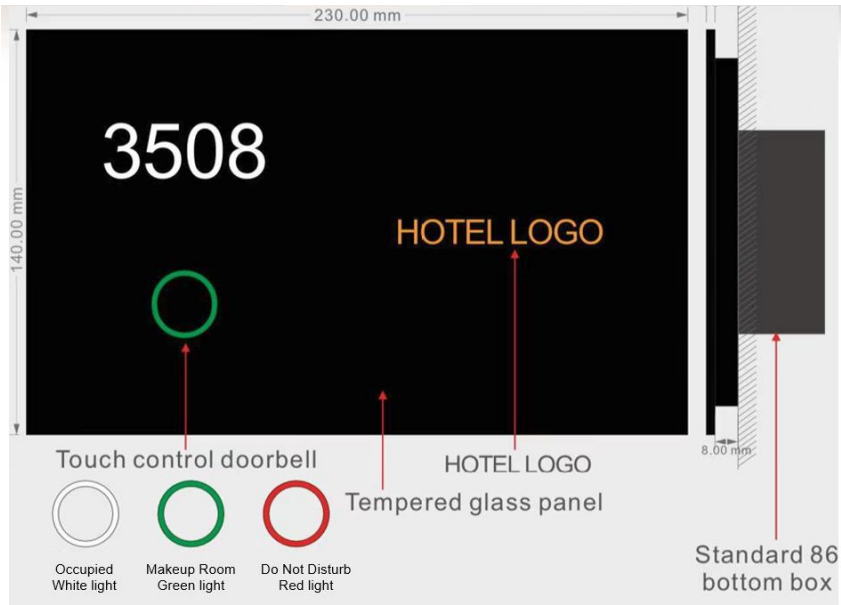 230.00 mm
3508
140.00 mm
HOTEL LOGO
8.00 mm
Touch control doorbell
HOTEL LOGO
Tempered glass panel
Occupied
White light
Makeup Room
Green light
Do Not Disturb
Red light
Standard 86
bottom box